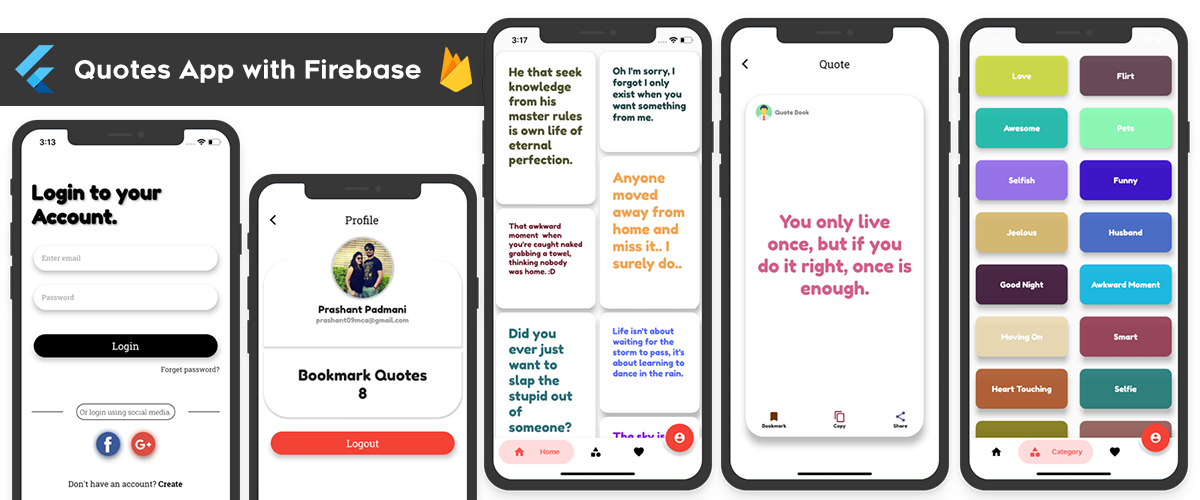 Quotes App with Firebase
3:13
Login to your
Account.
Enter email
Password
Login
Forget password?
Or login using social media.
f
G+
Don't have an account? Create
Profile
Prashant Padmani
prashant09mca@gmail.com
Bookmark Quotes
8
Logout
3:17
He that seek
knowledge
from his
master rules
is own life of
eternal
perfection.
Oh I'm sorry, I
forgot I only
exist when you
want something
from me.
That awkward
moment when
you're caught naked
grabbing a towel,
thinking nobody
was home. :D
Anyone
moved
away from
home and
miss it.. I
surely do..
Did you
ever just
want to
slap the
stupid out
of
someone?
Life isn't about
waiting for the
storm to pass, it's
about learning to
dance in the rain.
The sky is
Home
Quote
Quote Book
You only live
once, but if you
do it right, once is
enough.
Bookmark
Copy
Share
Love
Flirt
Awesome
Pets
Selfish
Funny
Jealous
Husband
Good Night
Awkward Moment
Moving On
Smart
Heart Touching
Selfie
Category